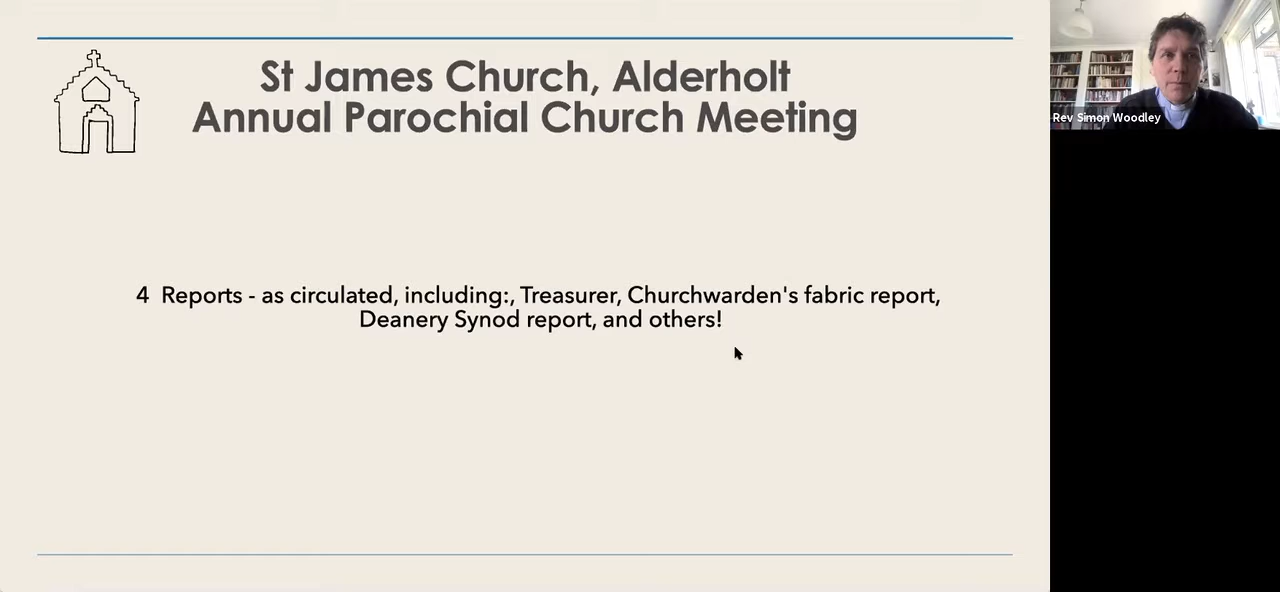 St James Church, Alderholt
Annual Parochial Church Meeting
4 Reports - as circulated, including:, Treasurer, Churchwarden's fabric report,
Deanery Synod report, and others!
Rev Simon Woodley